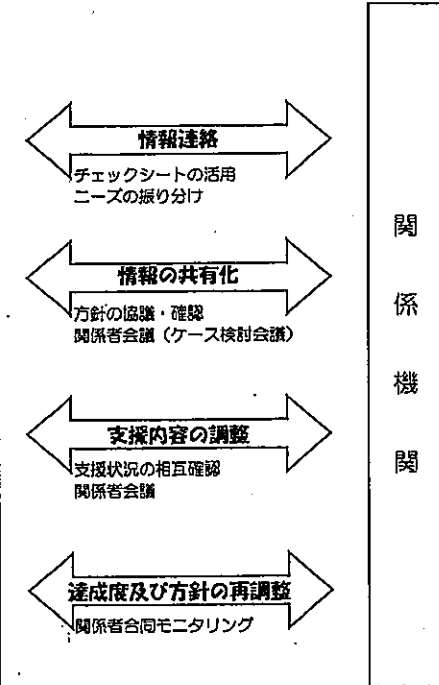 情報連絡
チェックシートの活用
ニーズの振り分け
情報の共有化
方針の協議・確認
関係者会議（ケース検討会議）
支援内容の調整
支援状況の相互確認
関係者会議
達成度及び方針の再調整
関係者合同モニタリング
関係機関